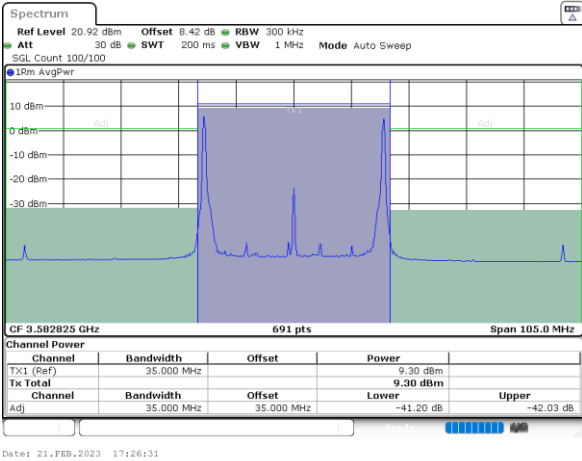 Spectrum
Ref Level 20.92 dBm Offset 8.42 dB RBW 300 kHz
Att 30 dB SWT 200 ms VBW 1 MHz Mode Auto Sweep
SGL Count 100/100
1Rm AvgPwr
10 dBm
TX1
Adj Adj
0 dBm
-10 dBm
-20 dBm
-30 dBm
CF 3.582825 GHz 691 pts Span 105.0 MHz
Channel Power
Channel Bandwidth Offset Power
TX1 (Ref) 35.000 MHz 9.30 dBm
Tx Total 9.30 dBm
Channel Bandwidth Offset Lower Upper
Adj 35.000 MHz 35.000 MHz -41.20 dB -42.03 dB
Ready
Date: 21.FEB.2023 17:26:31